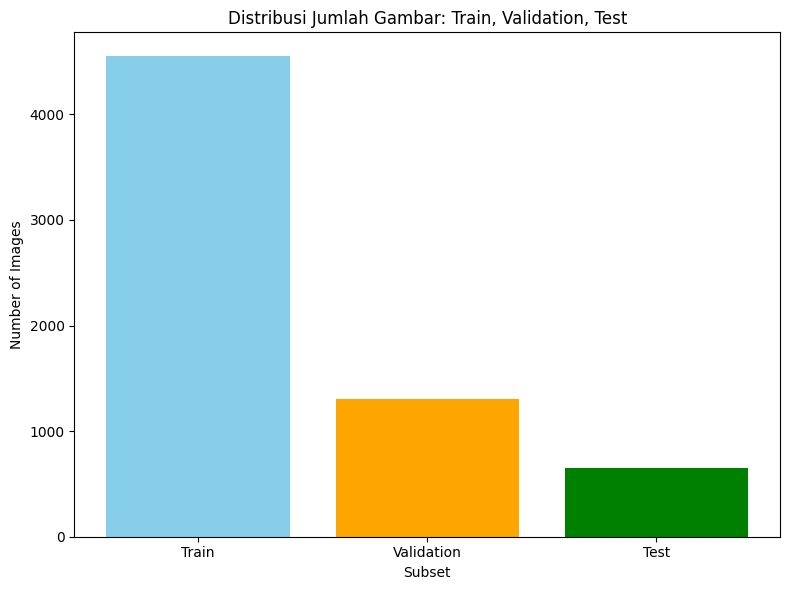 Distribusi Jumlah Gambar: Train, Validation, Test
Number of Images
4000
3000
2000
1000
0
Train
Validation
Test
Subset